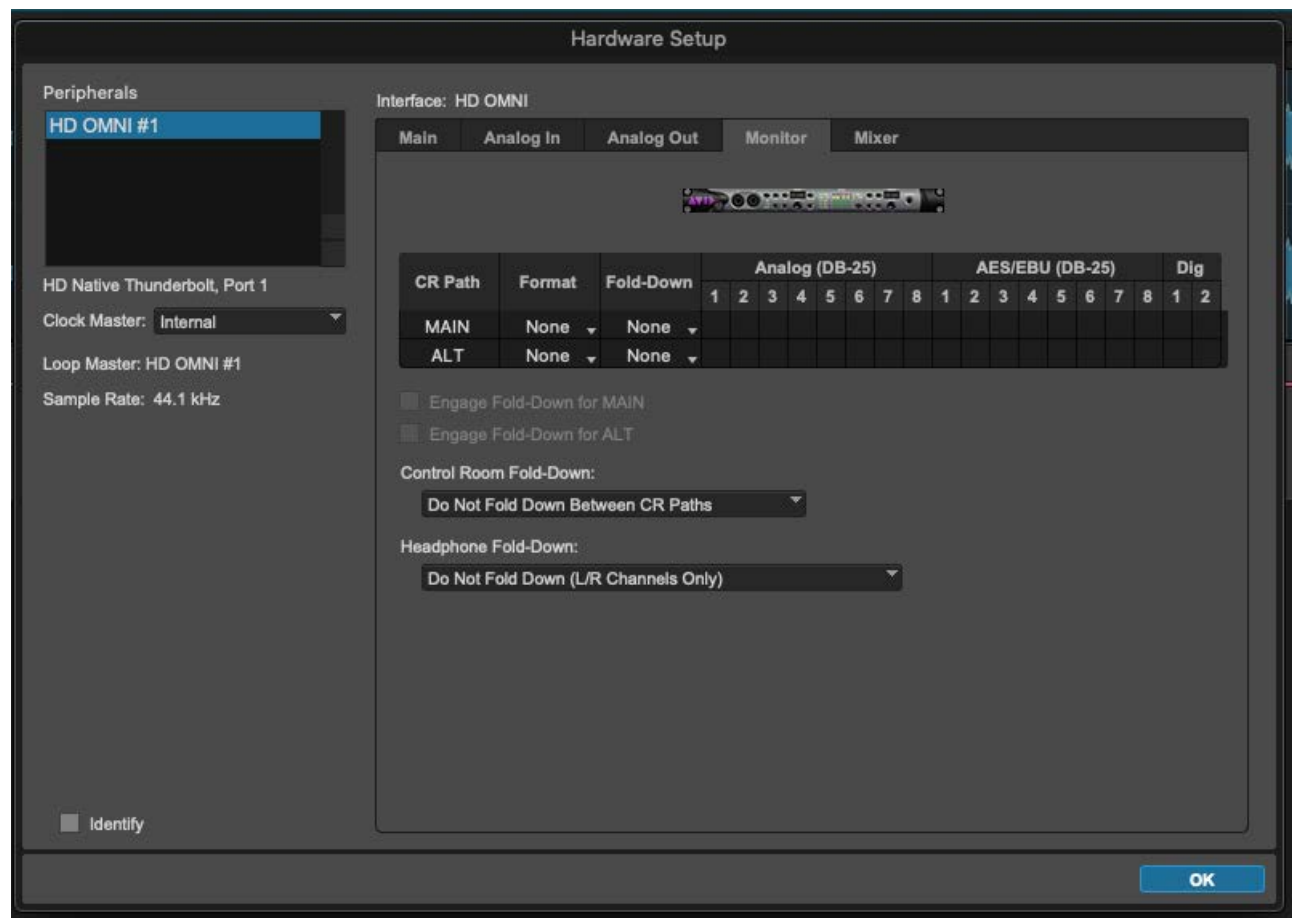 Hardware Setup
Peripherals
HD OMNI #1
HD Native Thunderbolt, Port 1
Clock Master: Internal
Loop Master: HD OMNI #1
Sample Rate: 44.1 kHz
Identify
Interface: HD OMNI
Main Analog In Analog Out Monitor Mixer
AVID
CR Path Format Fold-Down Analog (DB-25) AES/EBU (DB-25) Dig
1 2 3 4 5 6 7 8 1 2 3 4 5 6 7 8 1 2
MAIN None None
ALT None None
Engage Fold-Down for MAIN
Engage Fold-Down for ALT
Control Room Fold-Down:
Do Not Fold Down Between CR Paths
Headphone Fold-Down:
Do Not Fold Down (L/R Channels Only)
OK